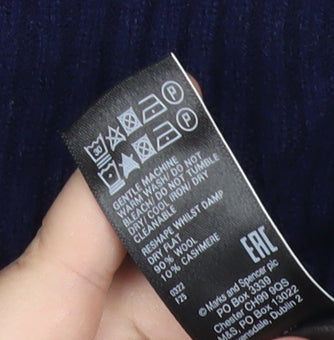 GENTLE MACHINE
WARM WASH/ DO NOT
BLEACH/ DO NOT TUMBLE
DRY/ COOL IRON/ DRY
CLEANABLE
RESHAPE WHILST DAMP
DRY FLAT
90% WOOL
10% CASHMERE
0322
F25
EAC
© Marks and Spencer plc
PO Box 3339
Chester CH99 9QS
M&S, PO Box 13022
Dublin 2